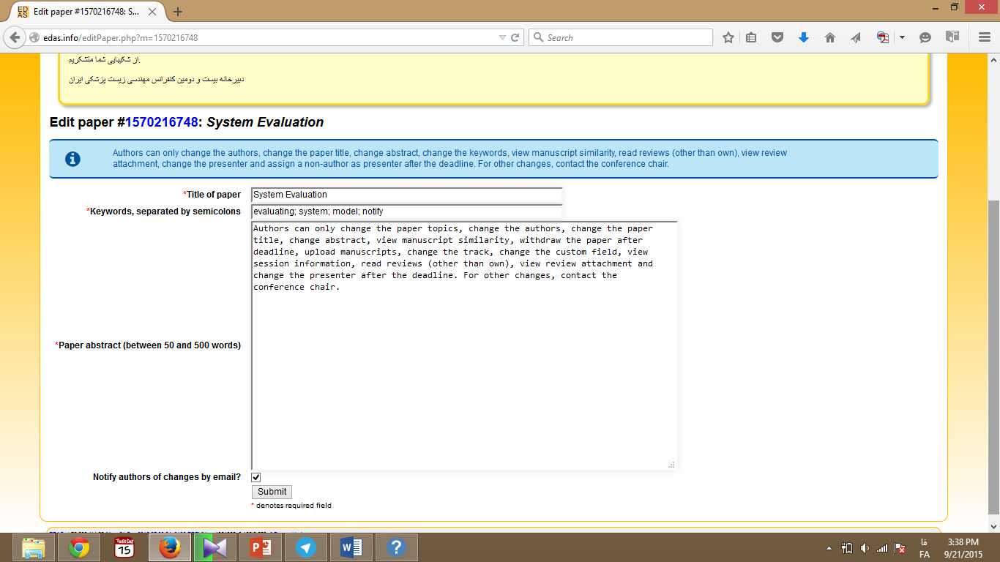 Edit paper #1570216748: S...
edas.info/editPaper.php?m=1570216748
Search
از شکیبایی شما متشکریم.
دبیرخانه بیست و دومین کنفرانس مهندسی زیست پزشکی ایران
Edit paper #1570216748: System Evaluation
Authors can only change the authors, change the paper title, change abstract, change the keywords, view manuscript similarity, read reviews (other than own), view review
attachment, change the presenter and assign a non-author as presenter after the deadline. For other changes, contact the conference chair.
*Title of paper System Evaluation
*Keywords, separated by semicolons evaluating; system; model; notify
Authors can only change the paper topics, change the authors, change the paper
title, change abstract, view manuscript similarity, withdraw the paper after
deadline, upload manuscripts, change the track, change the custom field, view
session information, read reviews (other than own), view review attachment and
change the presenter after the deadline. For other changes, contact the
conference chair.
*Paper abstract (between 50 and 500 words)
Notify authors of changes by email?
Submit
* denotes required field
TUESDAY
15
فا
3:38 PM
FA
9/21/2015